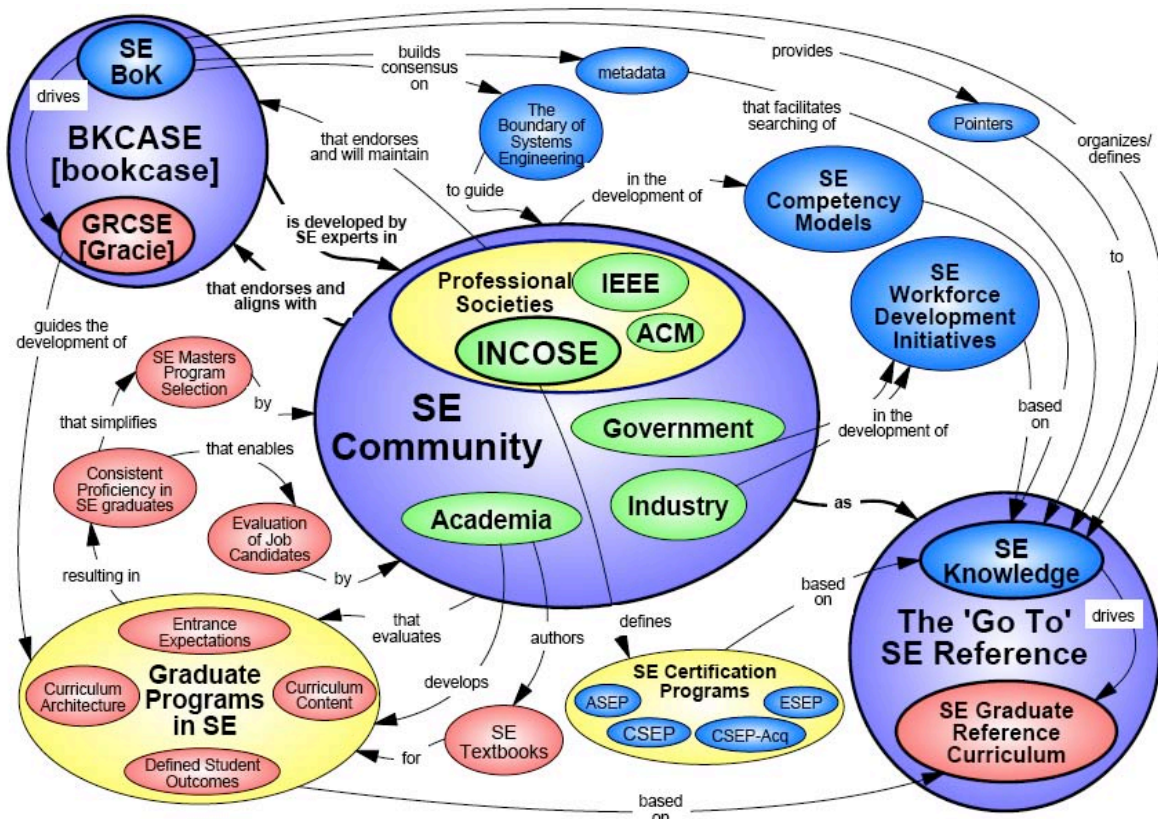 SE
BoK
drives
BKCASE
[bookcase]
GRCSE
[Gracie]
builds
consensus
on
metadata
provides
Pointers
that facilitates
searching of
organizes/
defines
to
The
Boundary of
Systems
Engineering
that endorses
and will maintain
to guide
in the
development of
SE
Competency
Models
SE
Workforce
Development
Initiatives
is developed by
SE experts in
that endorses and
aligns with
Professional
Societies
IEEE
ACM
INCOSE
SE
Community
Government
Industry
Academia
in the
development of
based
on
as
guides the
development of
SE Masters
Program
Selection
by
that simplifies
that enables
Consistent
Proficiency in
SE graduates
Evaluation
of Job
Candidates
by
resulting in
that
evaluates
Entrance
Expectations
Graduate
Programs
in SE
Curriculum
Architecture
Curriculum
Content
Defined Student
Outcomes
develops
authors
for
SE
Textbooks
defines
SE Certification
Programs
ASEP
ESEP
CSEP
CSEP-Acq
based
on
SE
Knowledge
drives
The 'Go To'
SE Reference
SE Graduate
Reference
Curriculum
based
on